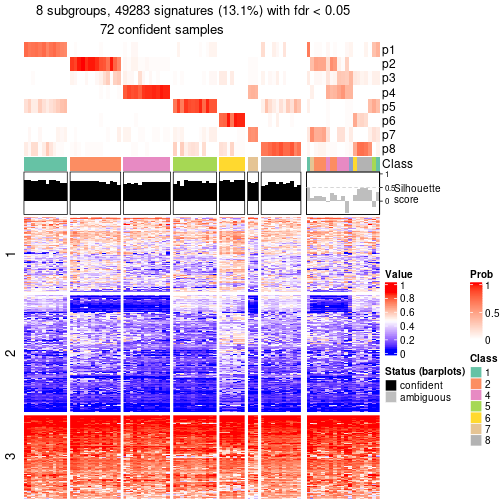 8 subgroups, 49283 signatures (13.1%) with fdr < 0.05
72 confident samples
p1
p2
p3
p4
p5
p6
p7
p8
Class
1
0.5
0
Silhouette
score
1
2
3
Value
1
0.8
0.6
0.4
0.2
0
Prob
1
0.5
0
Status (barplots)
confident
ambiguous
Class
1
2
4
5
6
7
8